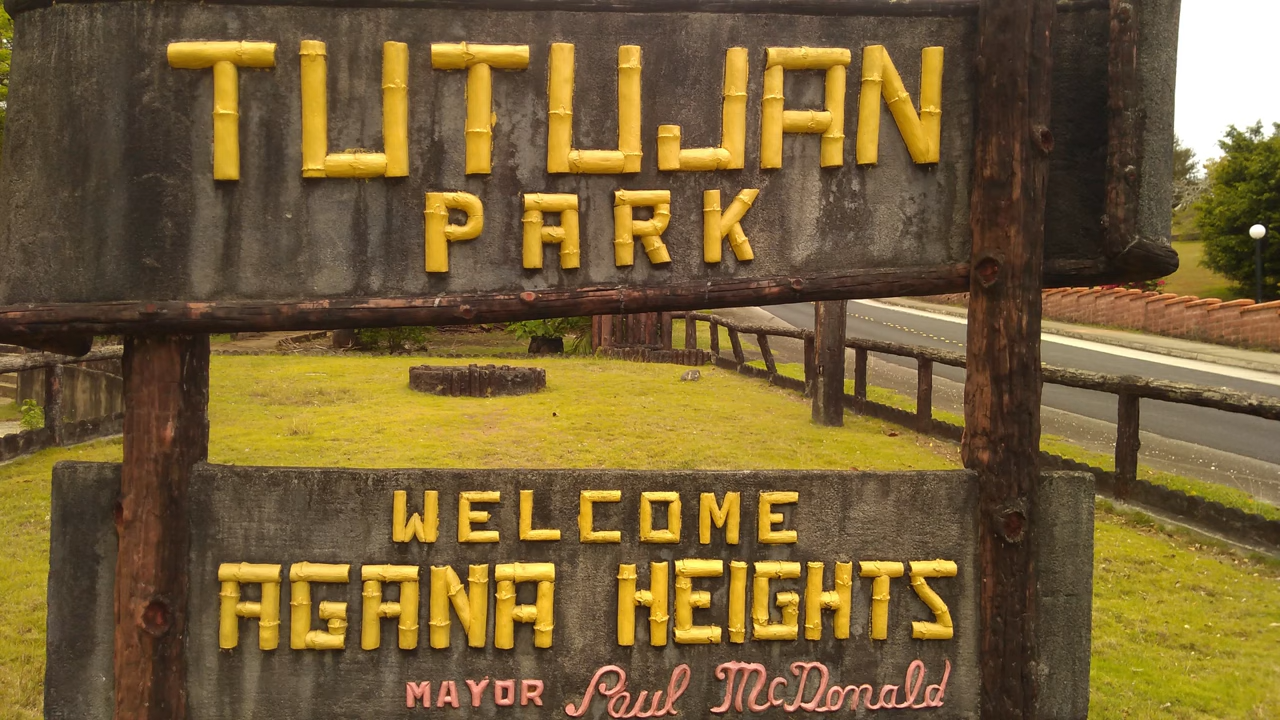 TUTUJAN
PARK
WELCOME
AGANA HEIGHTS
MAYOR Paul McDonald